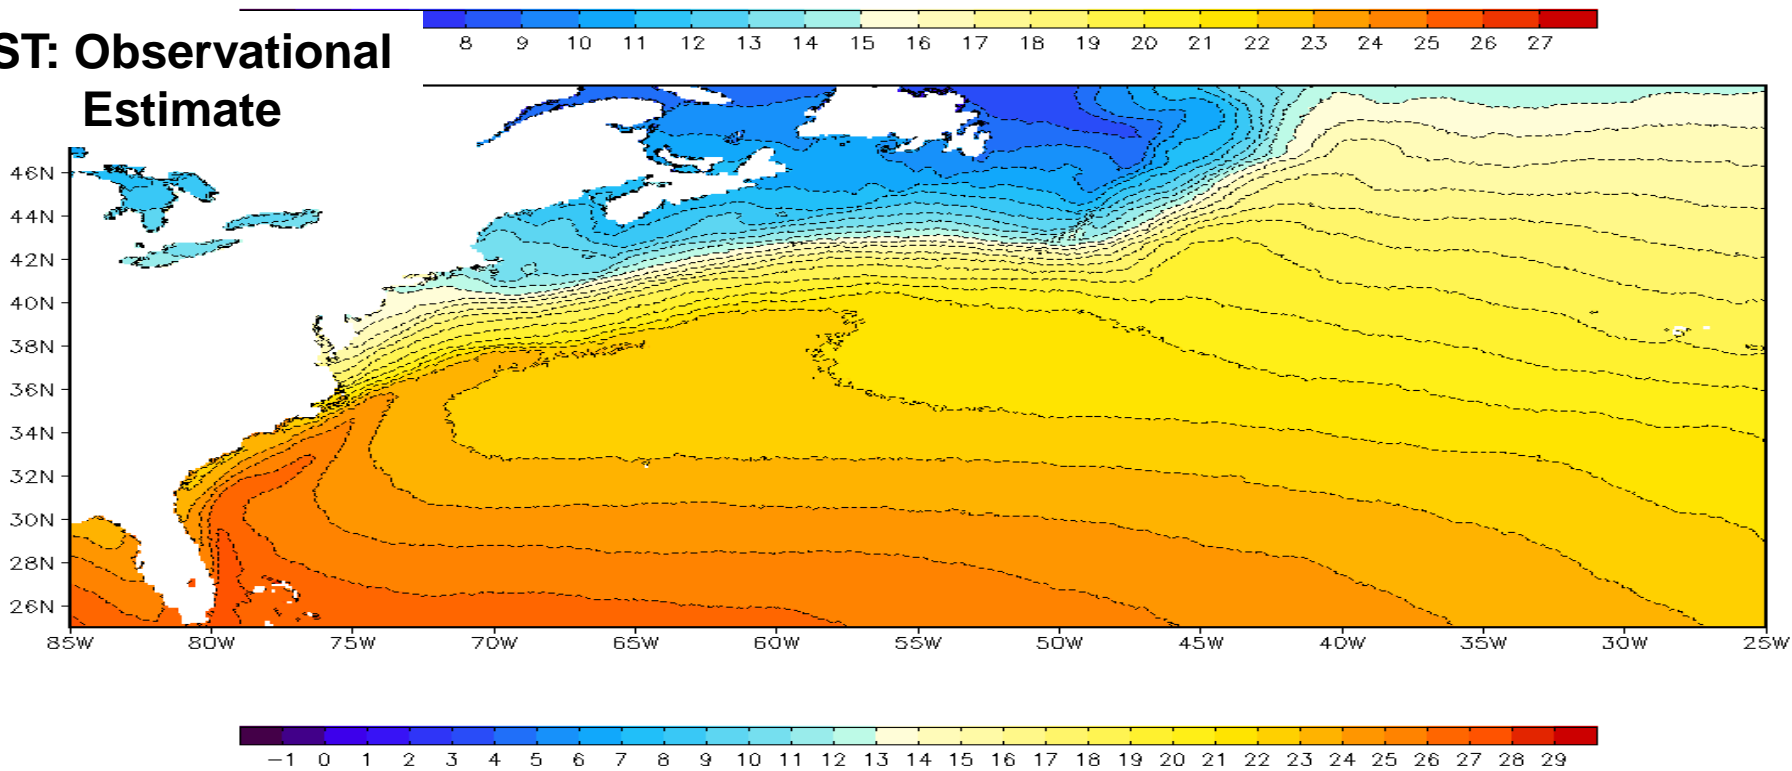 8 9 10 11 12 13 14 15 16 17 18 19 20 21 22 23 24 25 26 27
ST: Observational
Estimate
46N
44N
42N
40N
38N
36N
34N
32N
30N
28N
26N
85W 80W 75W 70W 65W 60W 55W 50W 45W 40W 35W 30W 25W
−1 0 1 2 3 4 5 6 7 8 9 10 11 12 13 14 15 16 17 18 19 20 21 22 23 24 25 26 27 28 29